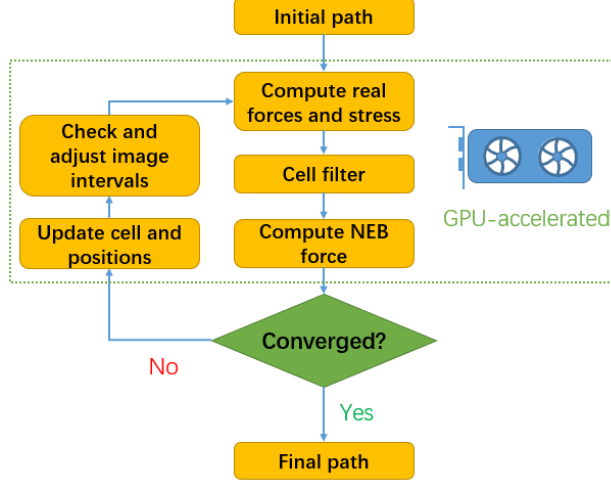 Initial path
Compute real
forces and stress
Check and
adjust image
intervals
Cell filter
GPU-accelerated
Update cell and
positions
Compute NEB
force
Converged?
No
Yes
Final path